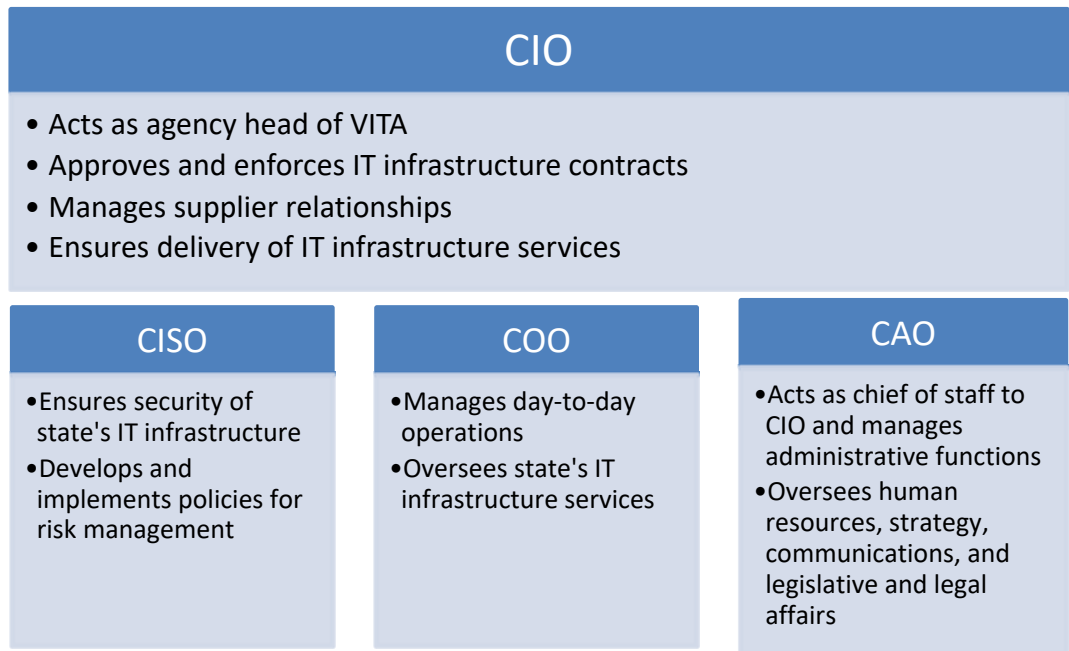 CIO
• Acts as agency head of VITA
• Approves and enforces IT infrastructure contracts
• Manages supplier relationships
• Ensures delivery of IT infrastructure services
CISO
•Ensures security of
state's IT infrastructure
•Develops and
implements policies for
risk management
COO
•Manages day-to-day
operations
•Oversees state's IT
infrastructure services
CAO
•Acts as chief of staff to
CIO and manages
administrative functions
•Oversees human
resources, strategy,
communications, and
legislative and legal
affairs